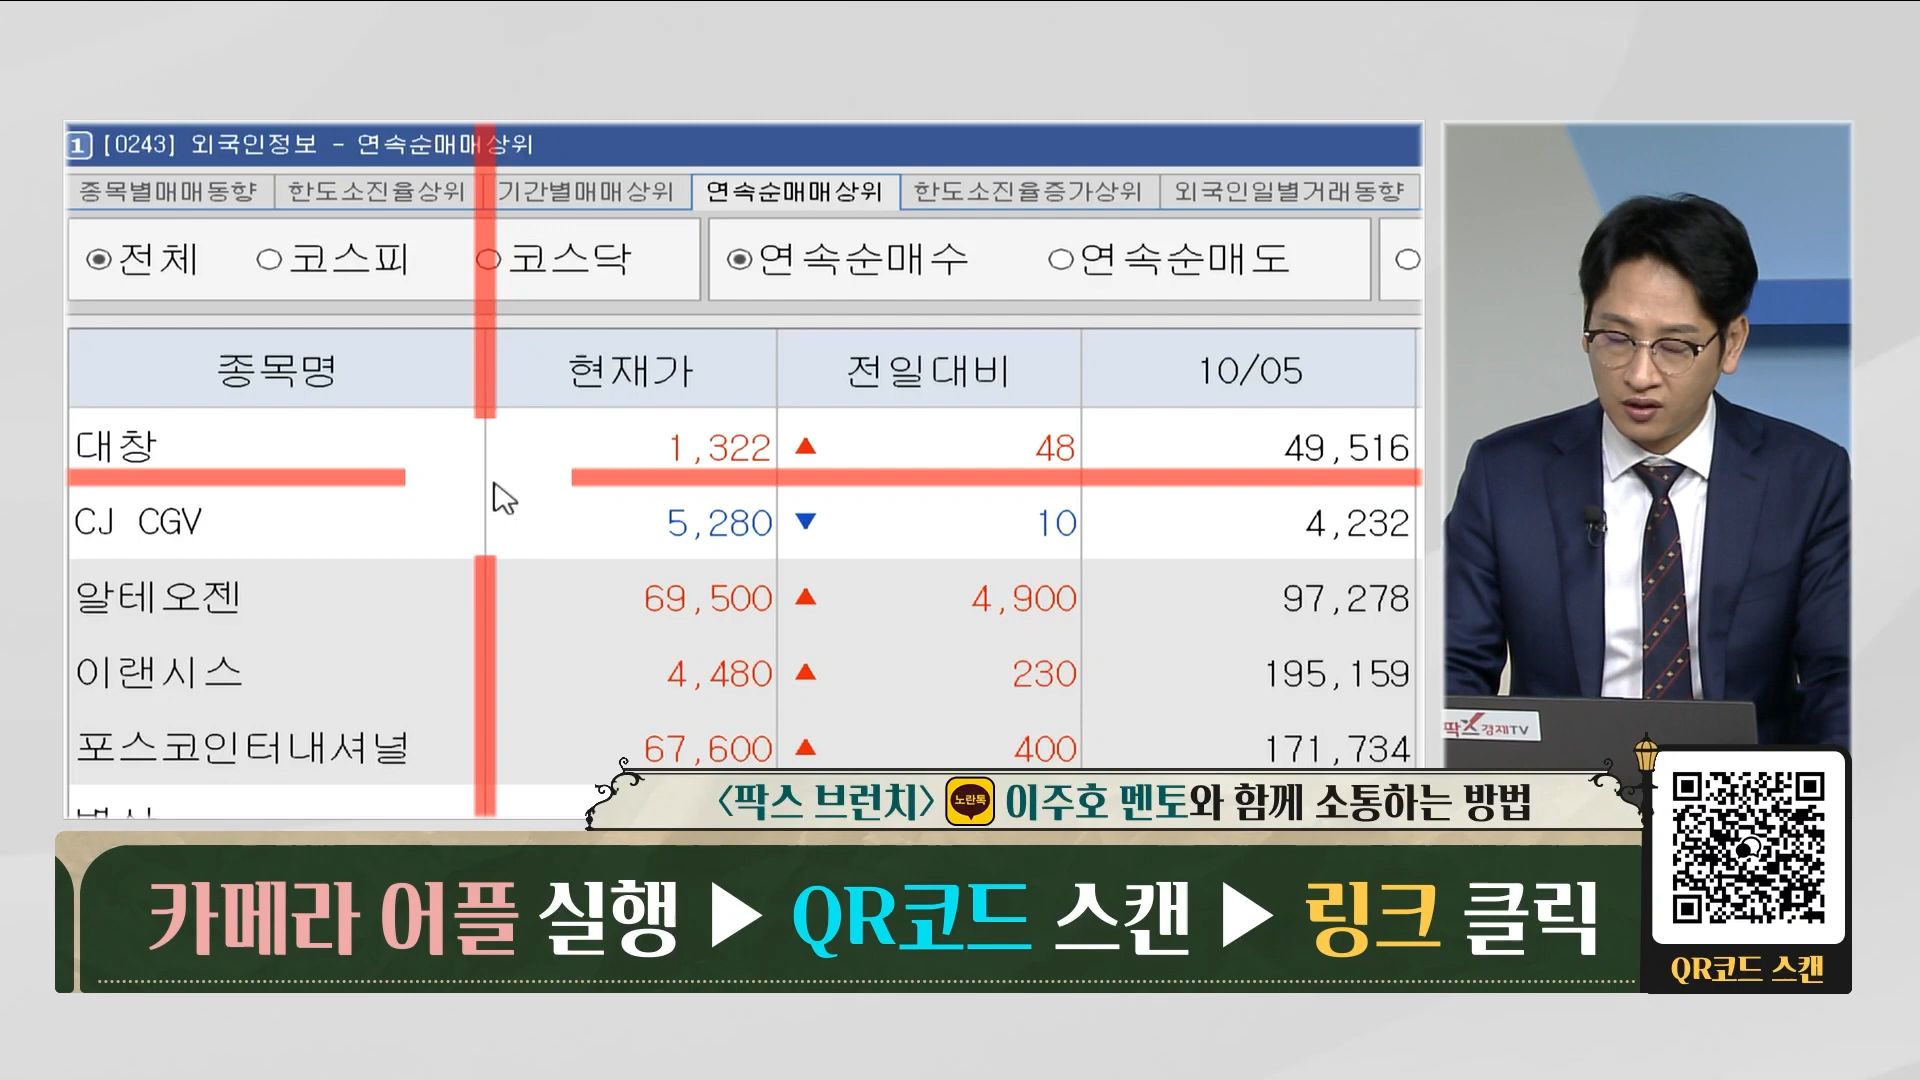 1 [0243] 외국인정보 - 연속순매매상위
종목별매매동향 한도소진율상위 기간별매매상위 연속순매매상위 한도소진율증가상위 외국인일별거래동향
전체 코스피 코스닥 연속순매수 연속순매도
종목명 현재가 전일대비 10/05
대창 1,322 ▲ 48 49,516
CJ CGV 5,280 ▼ 10 4,232
알테오젠 69,500 ▲ 4,900 97,278
이랜시스 4,480 ▲ 230 195,159
포스코인터내셔널 67,600 ▲ 400 171,734
팍스경제TV
<팍스 브런치> 노란톡 이주호 멘토와 함께 소통하는 방법
카메라 어플 실행 ▶ QR코드 스캔 ▶ 링크 클릭
QR코드 스캔